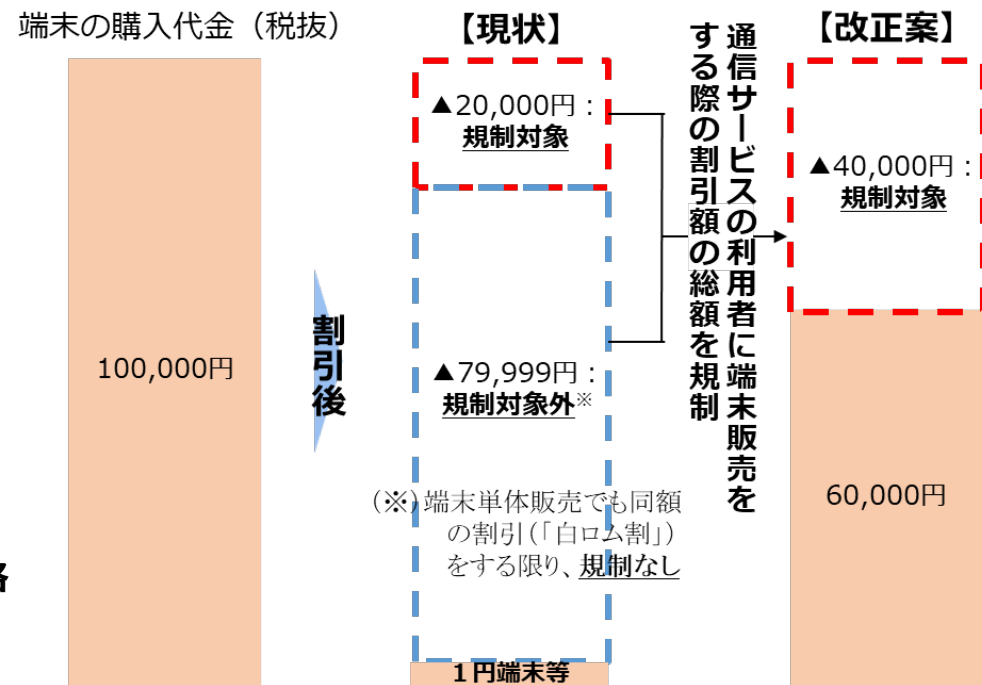 端末の購入代金（税抜）
100,000円
格
割引後
【現状】
▲20,000円：
規制対象
▲79,999円：
規制対象外※
（※）端末単体販売でも同額
の割引（「白ロム割」）
をする限り、規制なし
１円端末等
通信サービスの利用者に端末販売を
する際の割引額の総額を規制
【改正案】
▲40,000円：
規制対象
60,000円